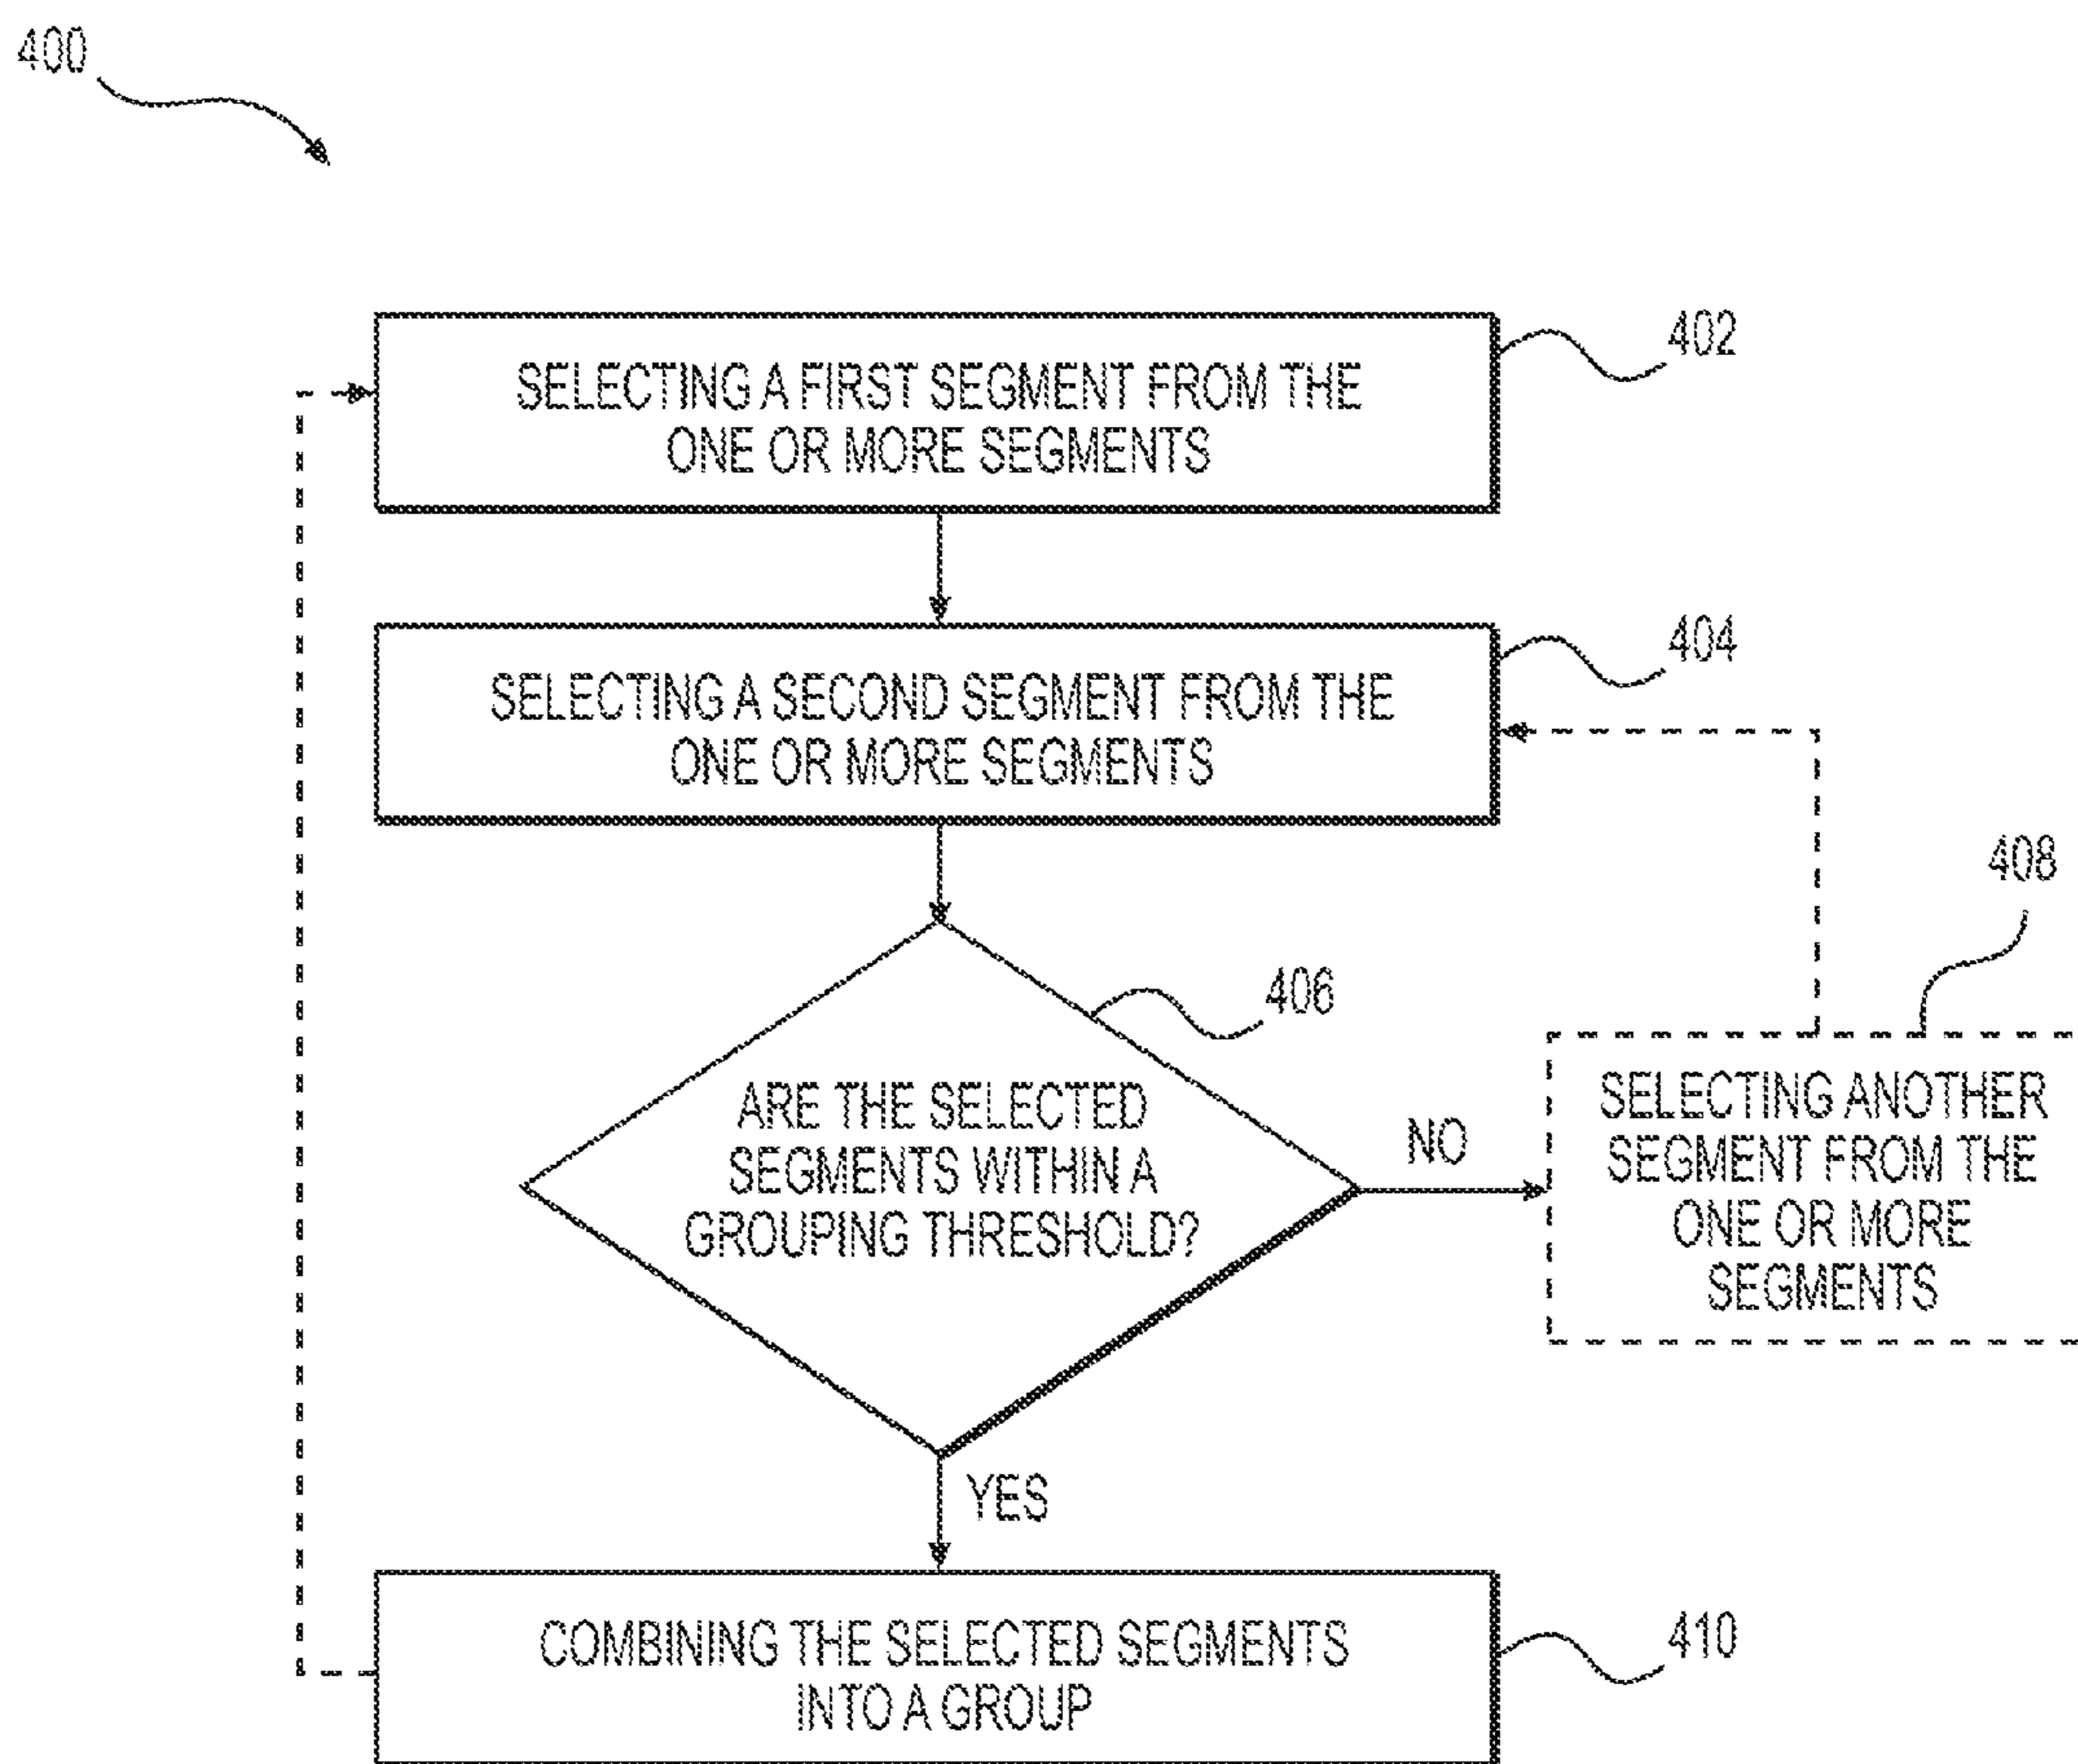 400
402
SELECTING A FIRST SEGMENT FROM THE
ONE OR MORE SEGMENTS
404
SELECTING A SECOND SEGMENT FROM THE
ONE OR MORE SEGMENTS
408
406
ARE THE SELECTED
SEGMENTS WITHIN A
GROUPING THRESHOLD?
NO
SELECTING ANOTHER
SEGMENT FROM THE
ONE OR MORE
SEGMENTS
YES
410
COMBINING THE SELECTED SEGMENTS
INTO A GROUP